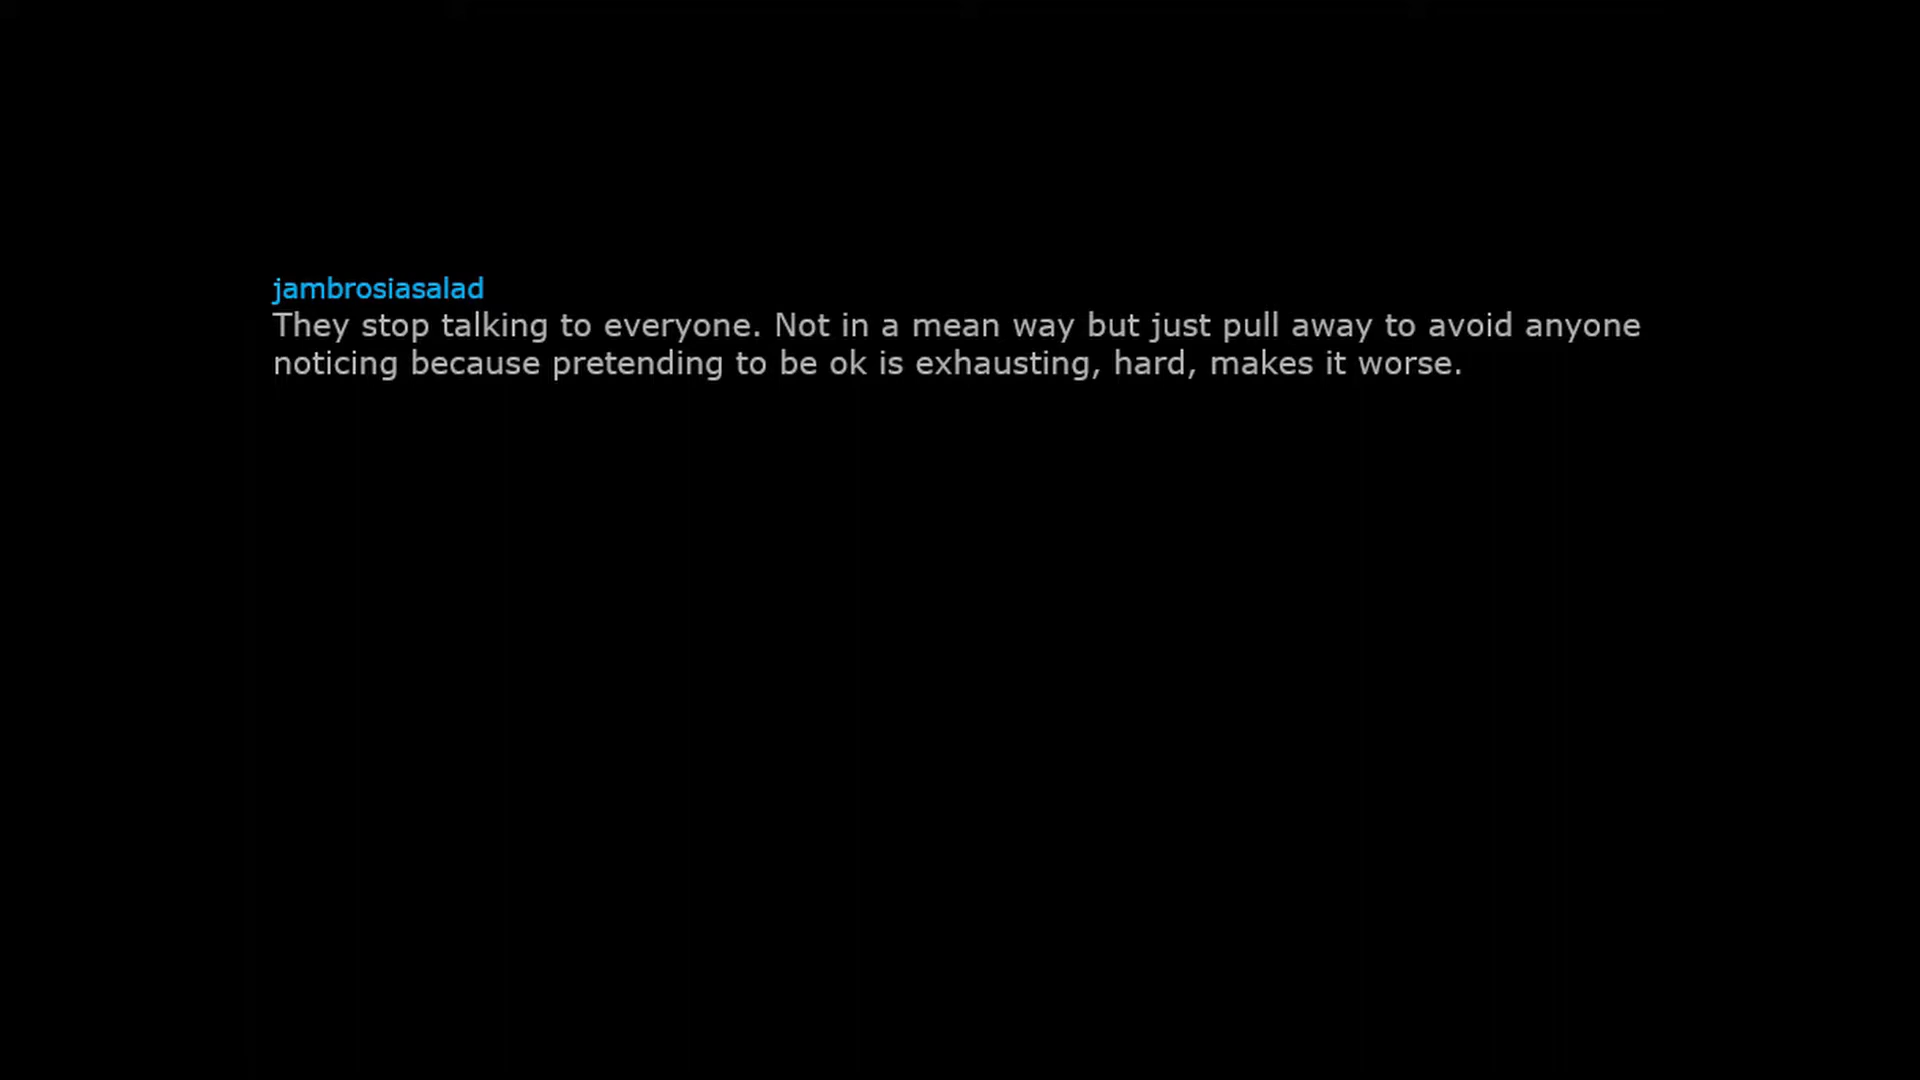 jambrosiasalad
They stop talking to everyone. Not in a mean way but just pull away to avoid anyone
noticing because pretending to be ok is exhausting, hard, makes it worse.